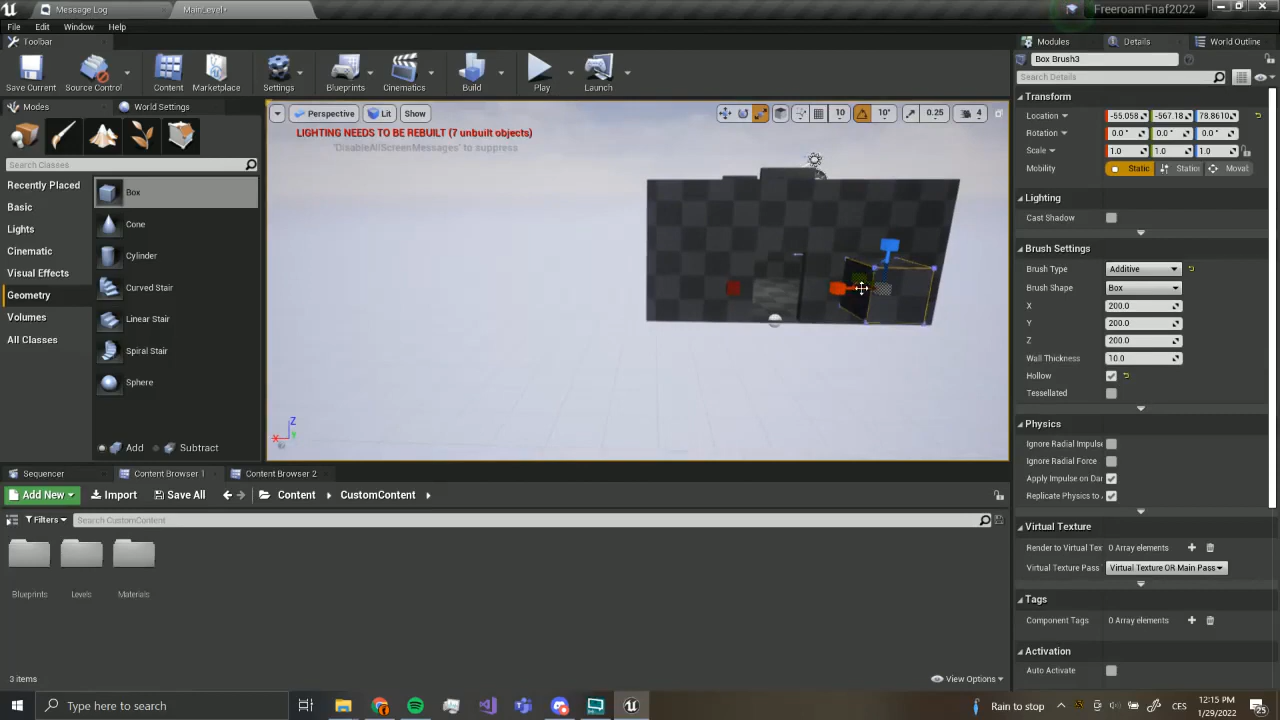 Message Log
MainLevel•
FreeroamFnaf2022
File Edit Window Help
Toolbar
Modules Details World Outline
Save Current Source Control Content Marketplace Settings Blueprints Cinematics Build Play Launch
Box Brush3
Search Details
Modes World Settings
Perspective Lit Show
10 10° 0.25 4
LIGHTING NEEDS TO BE REBUILT (7 unbuilt objects)
'DisableAllScreenMessages' to suppress
Search Classes
Recently Placed
Basic
Lights
Cinematic
Visual Effects
Geometry
Volumes
All Classes
Box
Cone
Cylinder
Curved Stair
Linear Stair
Spiral Stair
Sphere
Add Subtract
Z
X
Y
Transform
Location -55.058 -567.18 78.8610
Rotation 0.0 ° 0.0 ° 0.0 °
Scale 1.0 1.0 1.0
Mobility Static Station Movat
Lighting
Cast Shadow
Brush Settings
Brush Type Additive
Brush Shape Box
X 200.0
Y 200.0
Z 200.0
Wall Thickness 10.0
Hollow
Tessellated
Physics
Ignore Radial Impulse
Ignore Radial Force
Apply Impulse on Dar
Replicate Physics to
Virtual Texture
Render to Virtual Tex 0 Array elements
Virtual Texture Pass Virtual Texture OR Main Pass
Tags
Component Tags 0 Array elements
Activation
Auto Activate
Sequencer Content Browser 1 Content Browser 2
Add New Import Save All Content CustomContent
Filters Search CustomContent
Blueprints Levels Materials
3 items
View Options
Type here to search
Rain to stop
CES
12:15 PM
1/29/2022
25